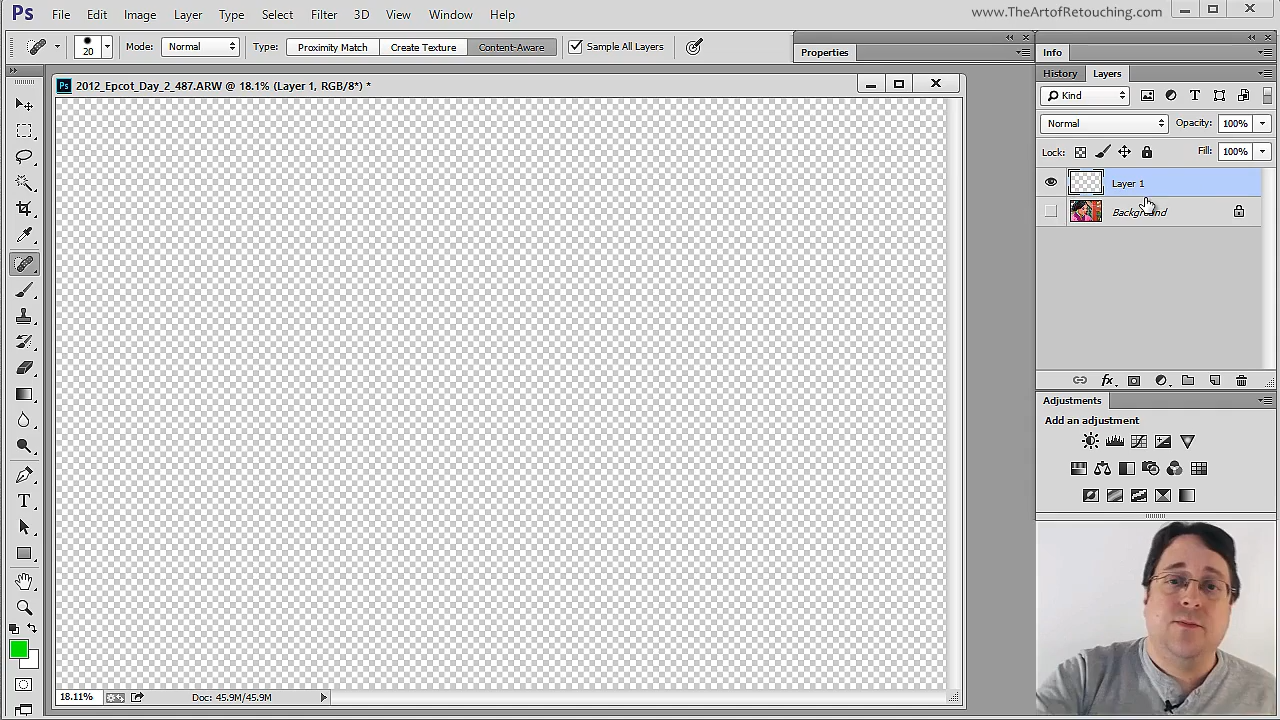 Ps File Edit Image Layer Type Select Filter 3D View Window Help www.TheArtofRetouching.com
20 Mode: Normal Type: Proximity Match Create Texture Content-Aware Sample All Layers
Properties
Info
Ps 2012_Epcot_Day_2_487.ARW @ 18.1% (Layer 1, RGB/8*) *
History Layers
Kind T
Normal Opacity: 100%
Lock: Fill: 100%
Layer 1
Background
fx
Adjustments
Add an adjustment
T
18.11% Doc: 45.9M/45.9M